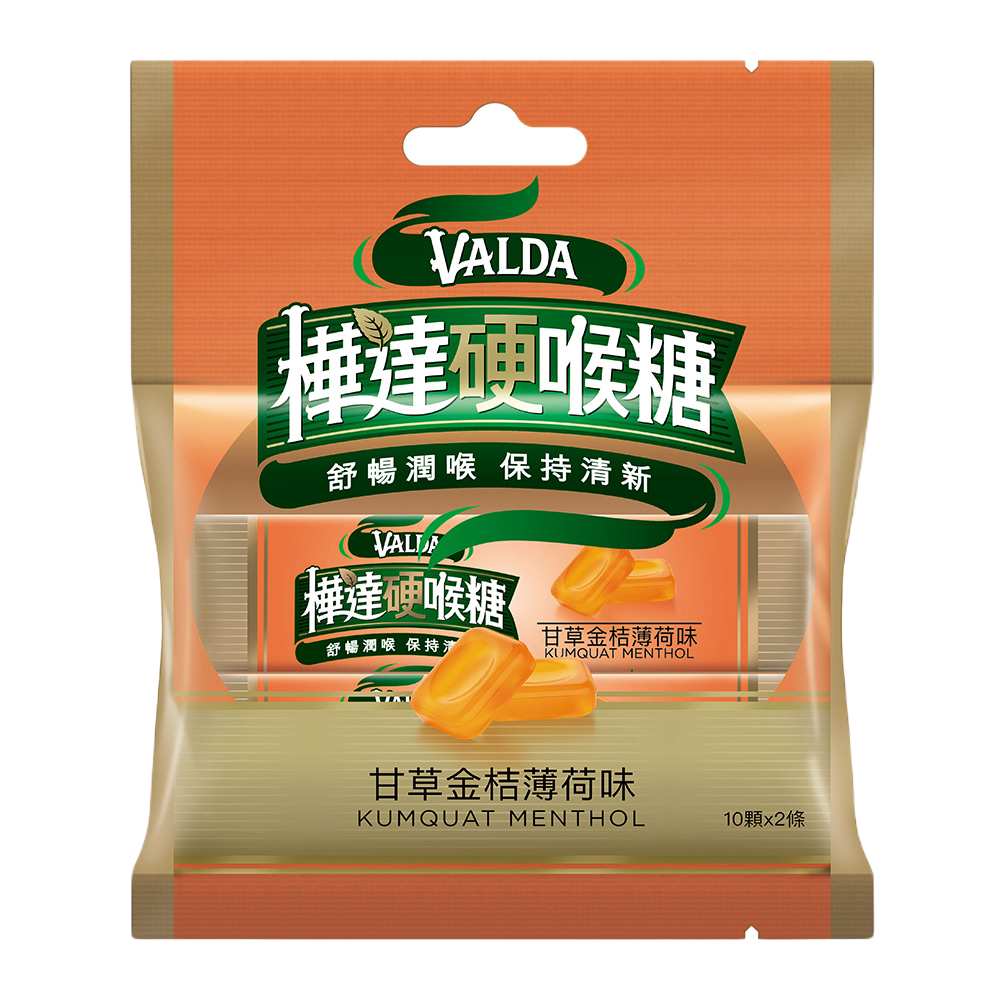 VALDA
樺達硬喉糖
舒暢潤喉 保持清新
VALDA
樺達硬喉糖
舒暢潤喉 保持清
甘草金桔薄荷味
KUMQUAT MENTHOL
甘草金桔薄荷味
KUMQUAT MENTHOL
10顆x2條